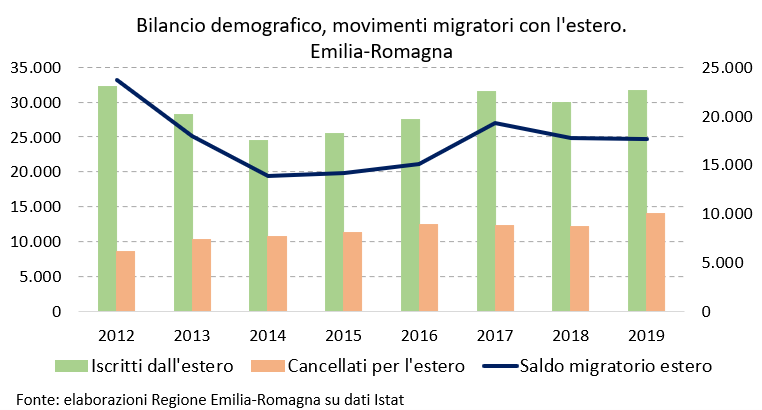 Bilancio demografico, movimenti migratori con l'estero.
Emilia-Romagna
35.000
30.000
25.000
20.000
15.000
10.000
5.000
0
25.000
20.000
15.000
10.000
5.000
0
2012 2013 2014 2015 2016 2017 2018 2019
Iscritti dall'estero Cancellati per l'estero Saldo migratorio estero
Fonte: elaborazioni Regione Emilia-Romagna su dati Istat